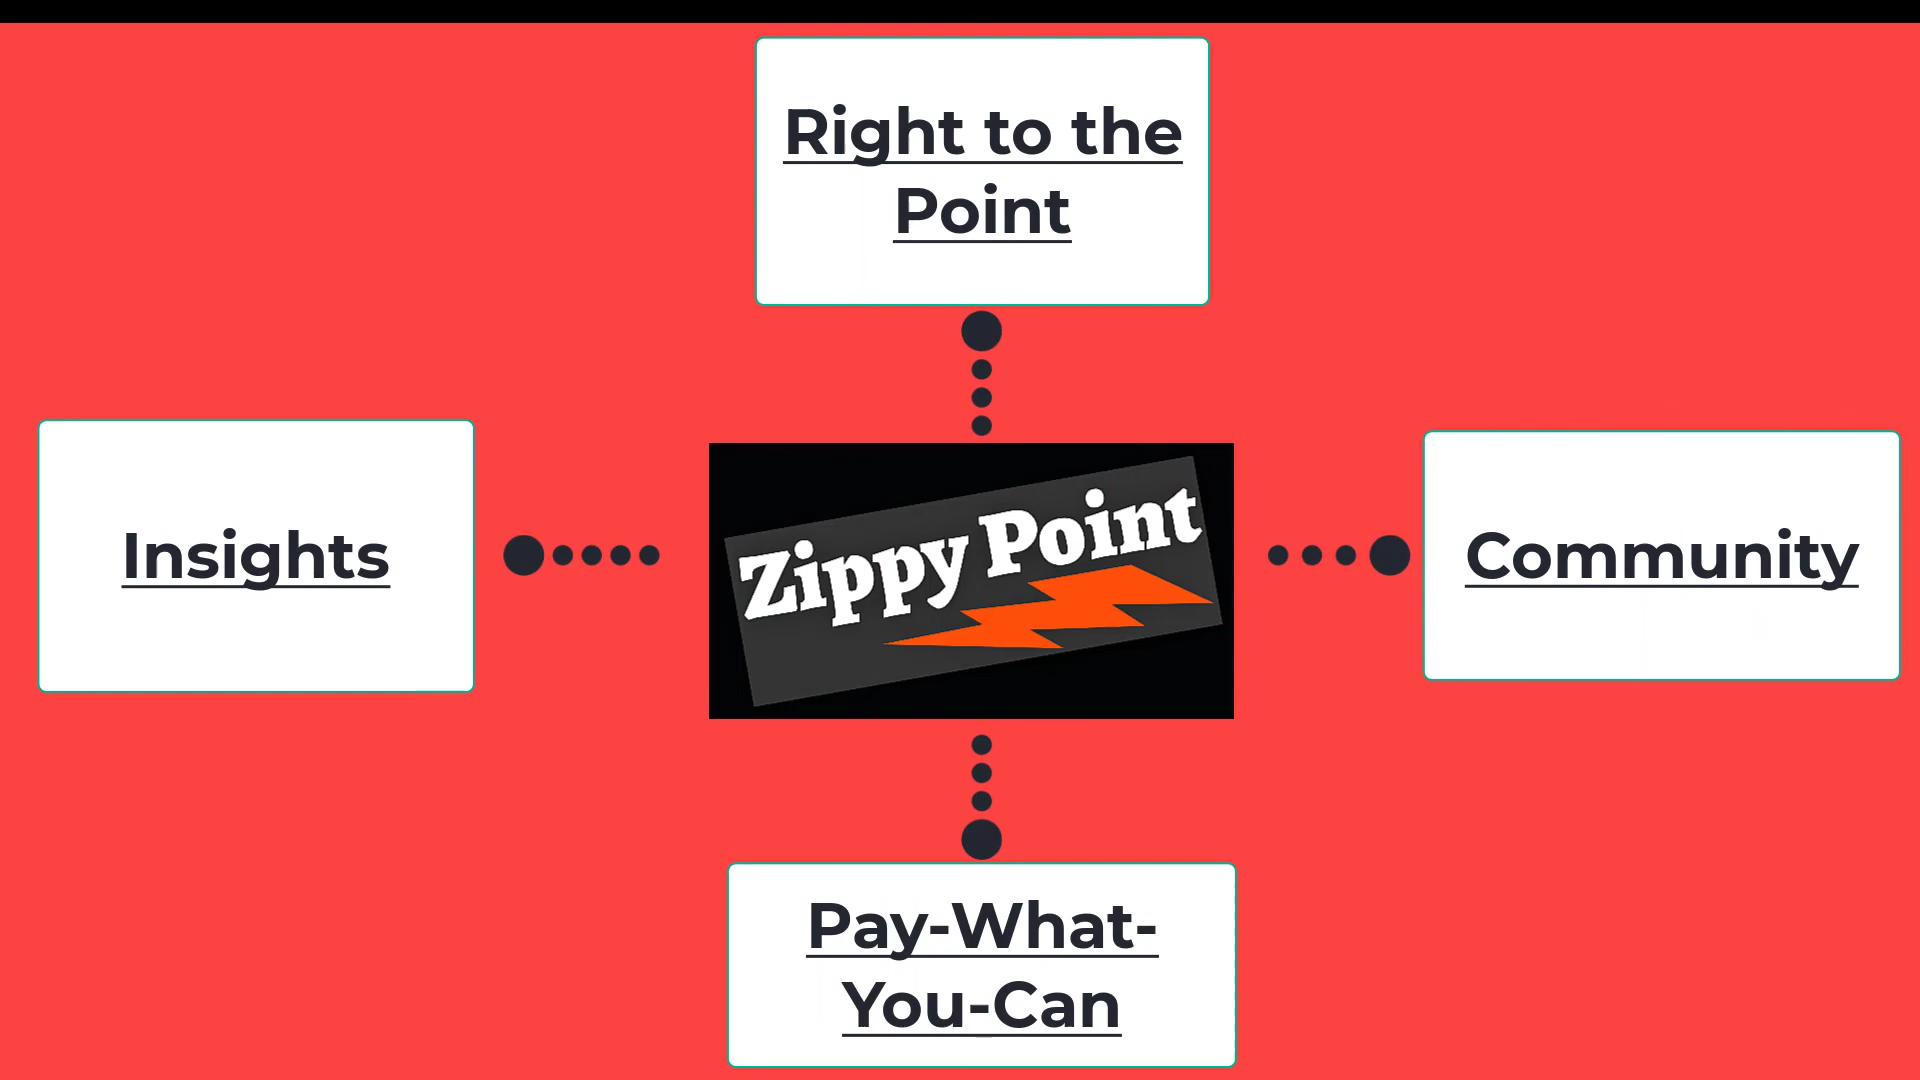 Right to the
Point
Insights
Zippy Point
Community
Pay-What-
You-Can